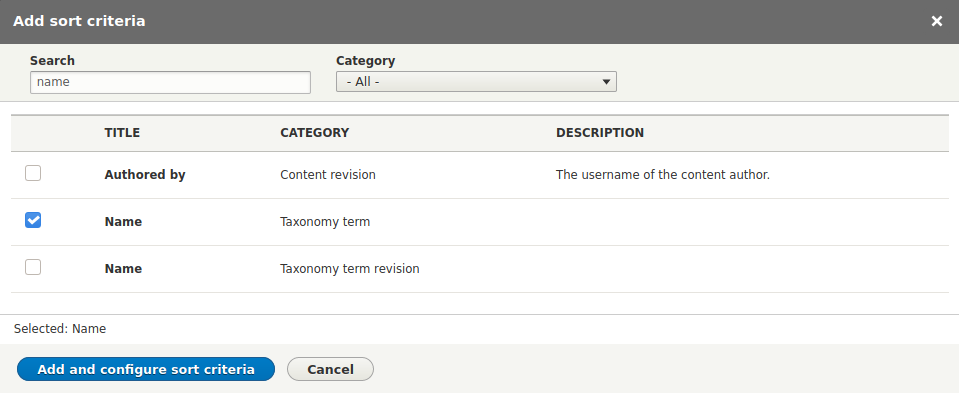 Add sort criteria
Search Category
name - All -
TITLE CATEGORY DESCRIPTION
Authored by Content revision The username of the content author.
Name Taxonomy term
Name Taxonomy term revision
Selected: Name
Add and configure sort criteria Cancel